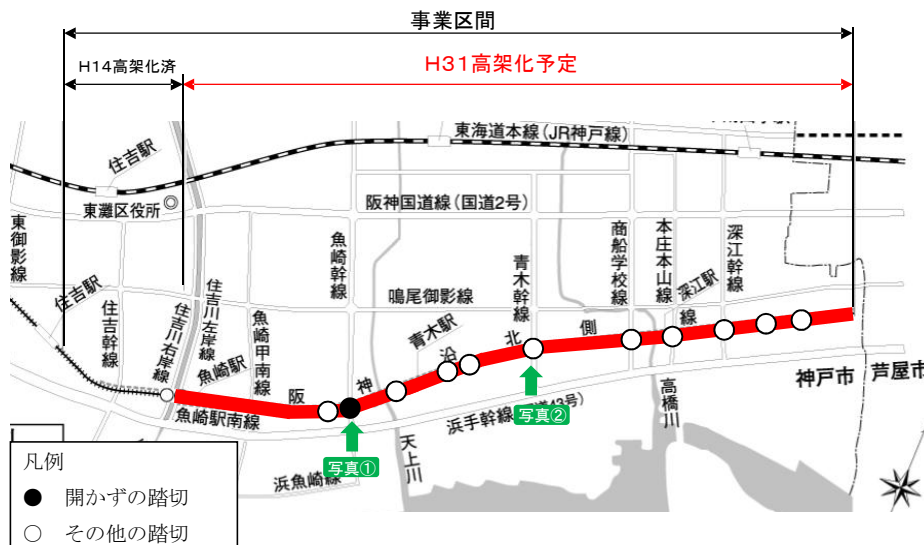 事業区間
H14高架化済
H31高架化予定
東海道本線(JR神戸線)
住吉駅
東灘区役所
阪神国道線(国道2号)
東御影線
魚崎幹線
青木幹線
商船学校線
本庄本山線
深江幹線
深江駅
住吉駅
住吉幹線
住吉川右岸線
住吉川左岸線
魚崎駅
魚崎甲南線
鳴尾御影線
青木駅
阪神沿北側線
魚崎駅南線
浜手幹線
43号)
神戸市
芦屋市
高橋川
天上川
浜魚崎線
写真①
写真②
凡例
● 開かずの踏切
○ その他の踏切